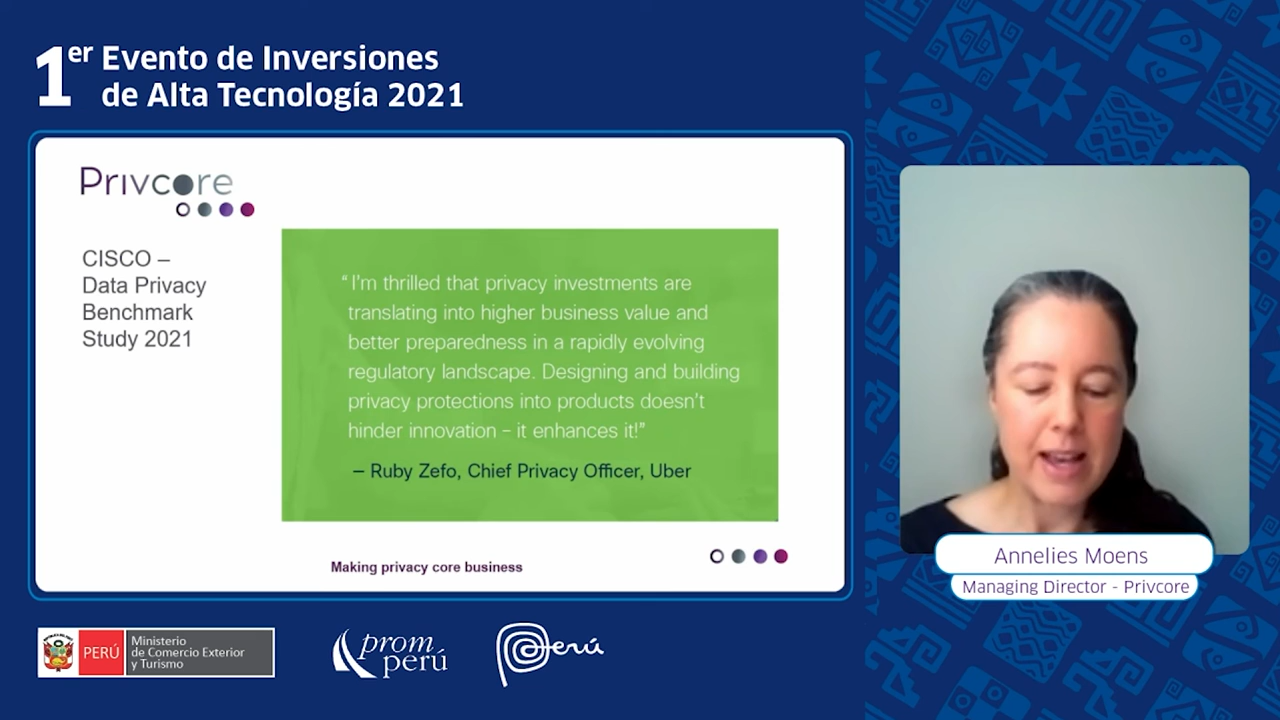 1er Evento de Inversiones
de Alta Tecnología 2021
Privcore
CISCO –
Data Privacy
Benchmark
Study 2021
“I'm thrilled that privacy investments are
translating into higher business value and
better preparedness in a rapidly evolving
regulatory landscape. Designing and building
privacy protections into products doesn't
hinder innovation – it enhances it!”
– Ruby Zefo, Chief Privacy Officer, Uber
Making privacy core business
Annelies Moens
Managing Director - Privcore
PERÚ
Ministerio
de Comercio Exterior
y Turismo
prom
perú
Perú